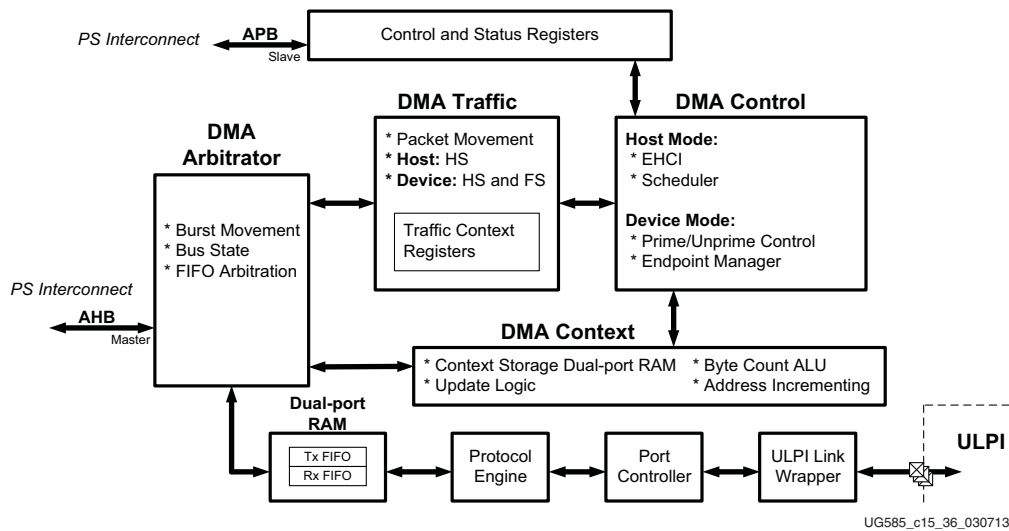 PS Interconnect
APB
Slave
Control and Status Registers
DMA Traffic
* Packet Movement
* Host: HS
* Device: HS and FS
Traffic Context
Registers
DMA Control
Host Mode:
* EHCI
* Scheduler
Device Mode:
* Prime/Unprime Control
* Endpoint Manager
DMA
Arbitrator
* Burst Movement
* Bus State
* FIFO Arbitration
PS Interconnect
AHB
Master
DMA Context
* Context Storage Dual-port RAM
* Update Logic
* Byte Count ALU
* Address Incrementing
Dual-port
RAM
Tx FIFO
Rx FIFO
Protocol
Engine
Port
Controller
ULPI Link
Wrapper
ULPI
UG585_c15_36_030713